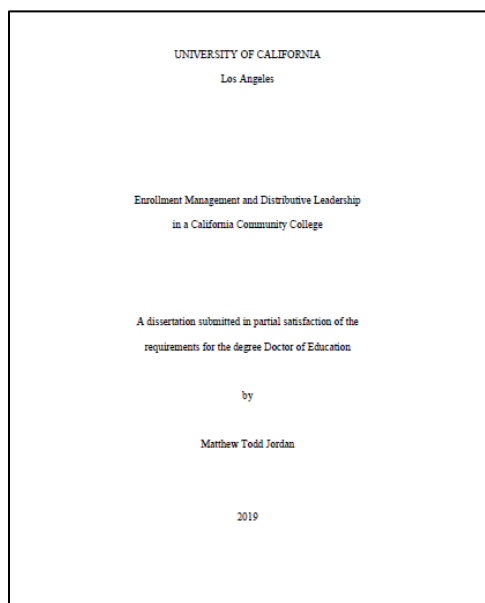 UNIVERSITY OF CALIFORNIA
Los Angeles
Enrollment Management and Distributive Leadership
in a California Community College
A dissertation submitted in partial satisfaction of the
requirements for the degree Doctor of Education
by
Matthew Todd Jordan
2019